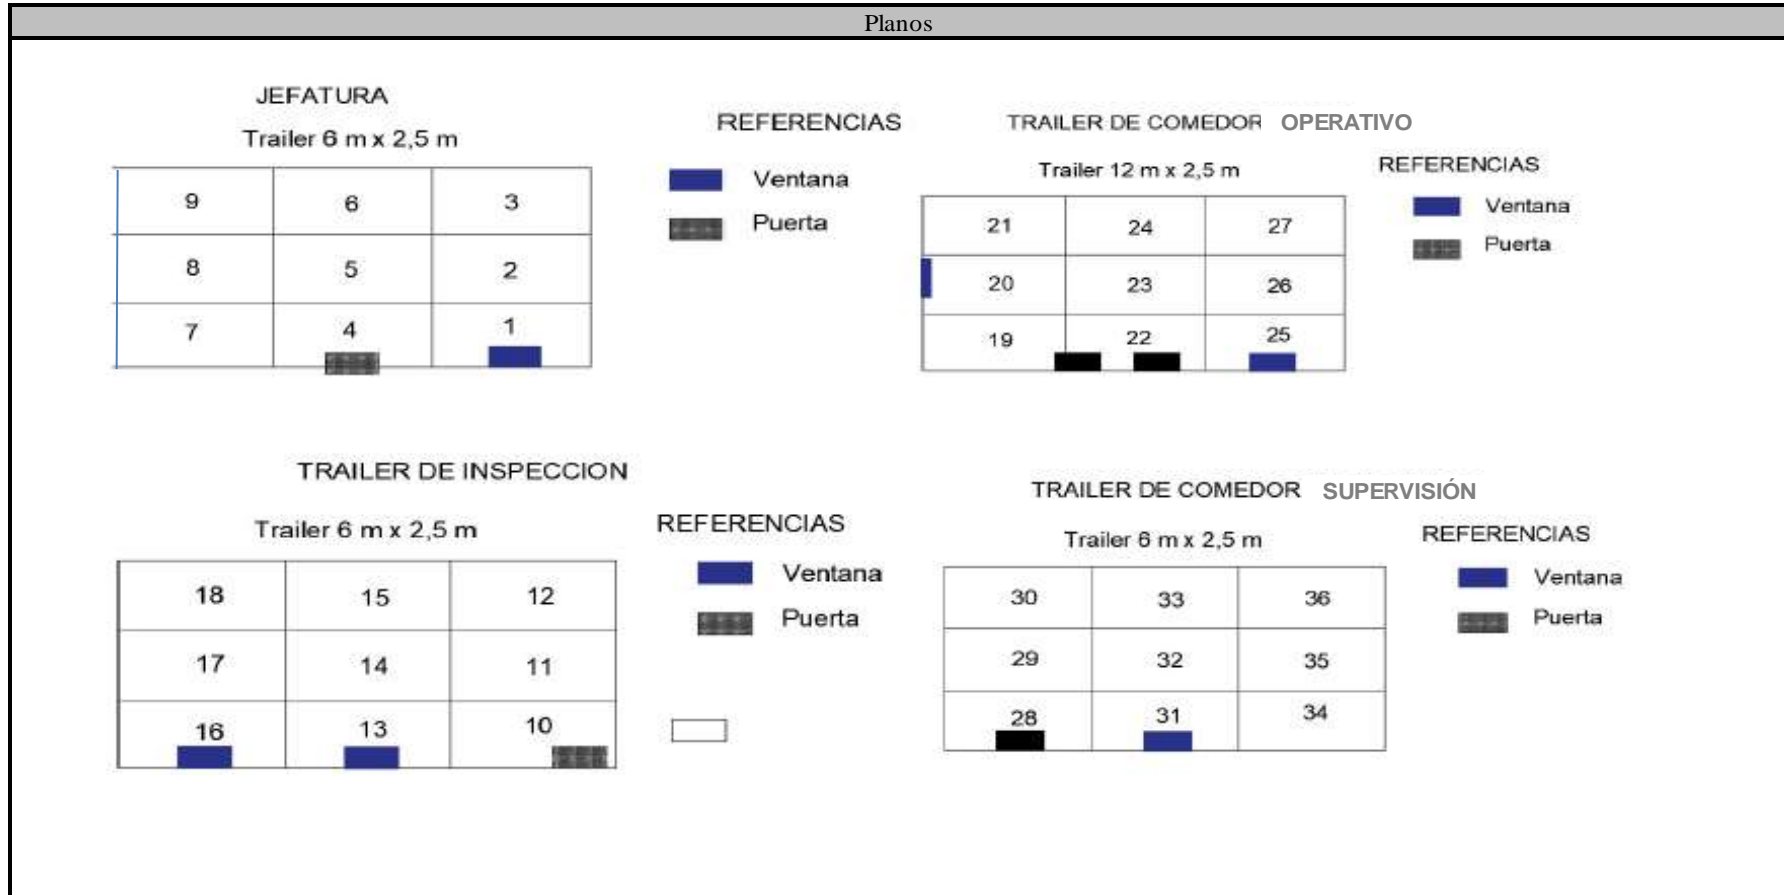 Planos
JEFATURA
Trailer 6 m x 2,5 m
9 6 3
8 5 2
7 4 1
REFERENCIAS
Ventana
Puerta
TRAILER DE COMEDOR OPERATIVO
Trailer 12 m x 2,5 m
21 24 27
20 23 26
19 22 25
REFERENCIAS
Ventana
Puerta
TRAILER DE INSPECCION
Trailer 6 m x 2,5 m
18 15 12
17 14 11
16 13 10
REFERENCIAS
Ventana
Puerta
TRAILER DE COMEDOR SUPERVISIÓN
Trailer 6 m x 2,5 m
30 33 36
29 32 35
28 31 34
REFERENCIAS
Ventana
Puerta